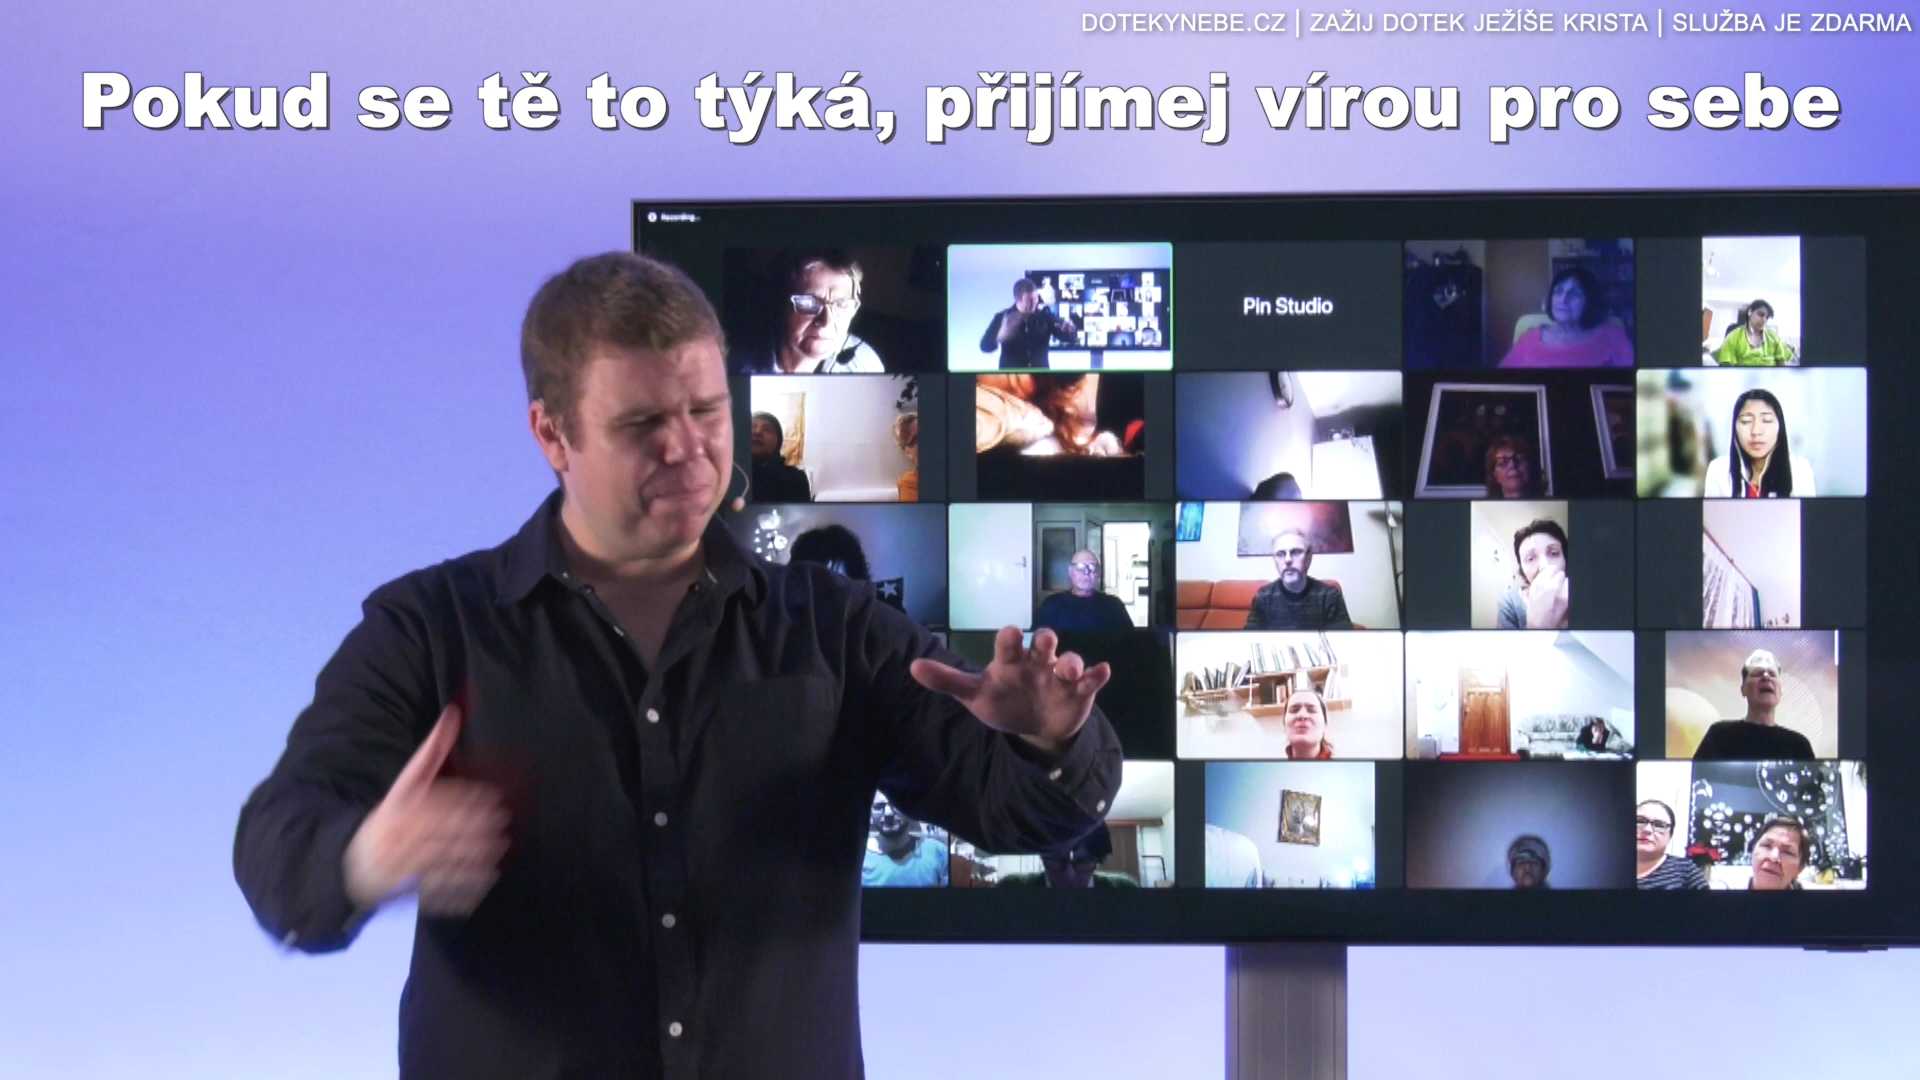 DOTEKYNEBE.CZ | ZAŽIJ DOTEK JEŽÍŠE KRISTA | SLUŽBA JE ZDARMA
Pokud se tě to týká, přijímej vírou pro sebe
Recording...
Pin Studio